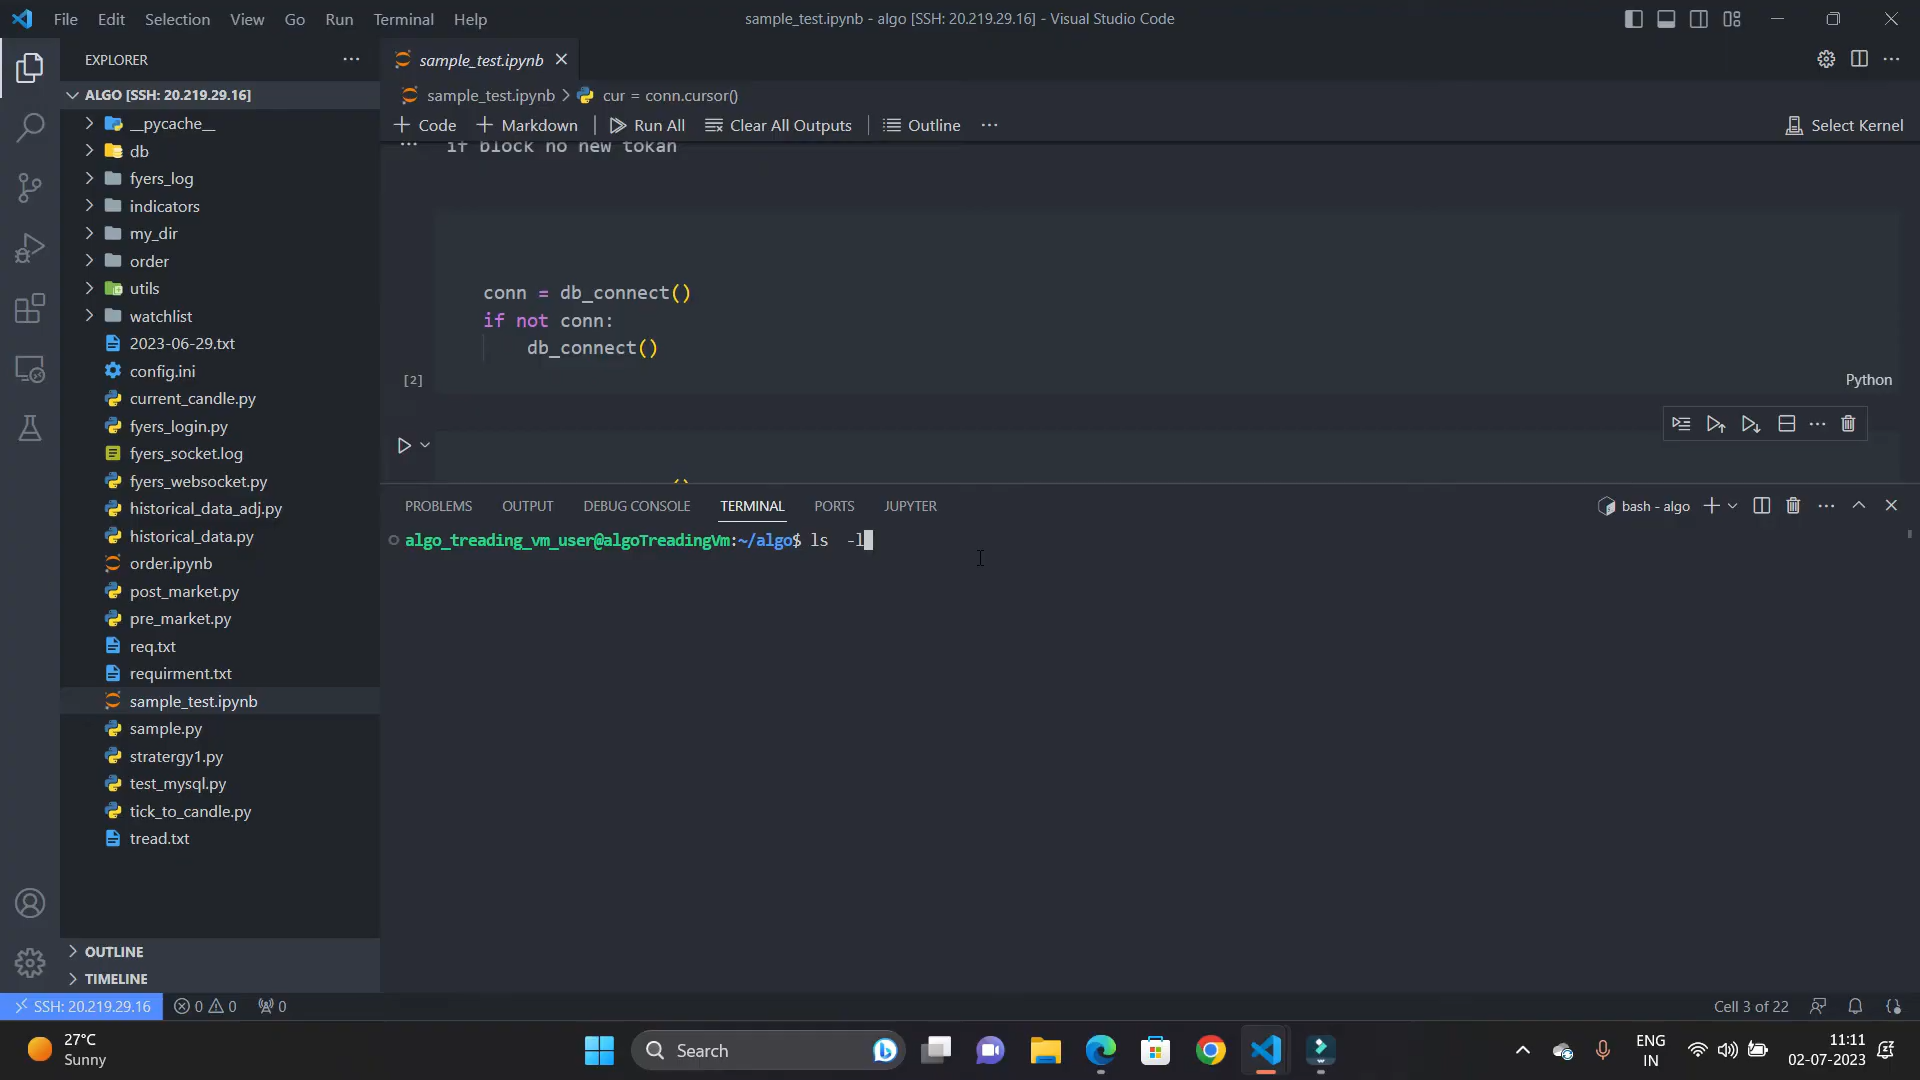 File Edit Selection View Go Run Terminal Help
sample_test.ipynb - algo [SSH: 20.219.29.16] - Visual Studio Code
EXPLORER
ALGO [SSH: 20.219.29.16]
__pycache__
db
fyers_log
indicators
my_dir
order
utils
watchlist
2023-06-29.txt
config.ini
current_candle.py
fyers_login.py
fyers_socket.log
fyers_websocket.py
historical_data_adj.py
historical_data.py
order.ipynb
post_market.py
pre_market.py
req.txt
requirment.txt
sample_test.ipynb
sample.py
stratergy1.py
test_mysql.py
tick_to_candle.py
tread.txt
OUTLINE
TIMELINE
sample_test.ipynb
sample_test.ipynb > cur = conn.cursor()
+ Code + Markdown Run All Clear All Outputs Outline ... Select Kernel
if block no new tokan
conn = db_connect()
if not conn:
db_connect()
[2] Python
()
PROBLEMS OUTPUT DEBUG CONSOLE TERMINAL PORTS JUPYTER
bash - algo
algo_treading_vm_user@algoTreadingVm:~/algo$ ls  -l
SSH: 20.219.29.16 0 0 0
Cell 3 of 22
27°C
Sunny
Search
ENG
IN
11:11
02-07-2023